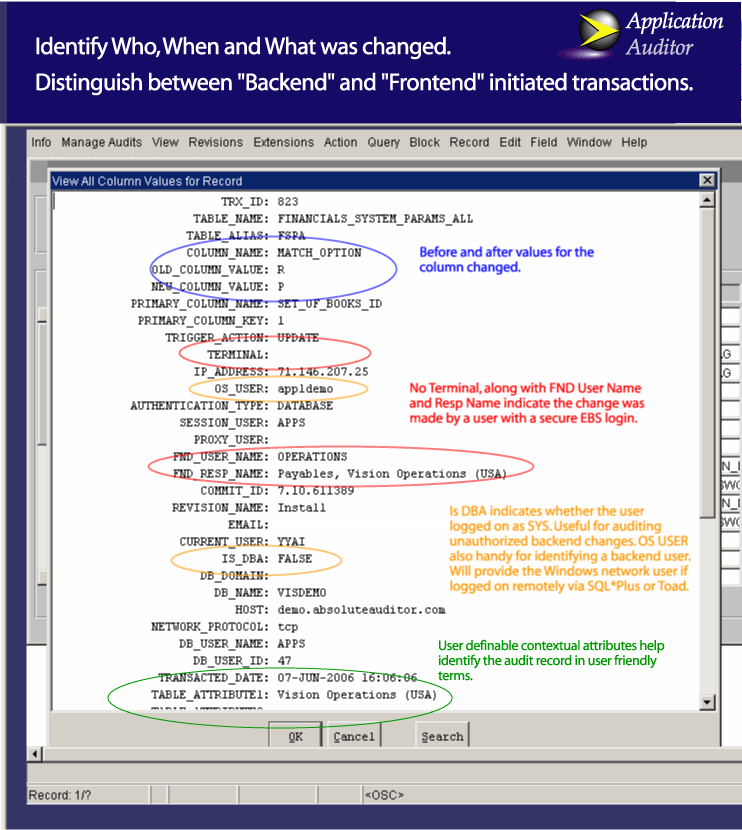 Identify Who, When and What was changed.
Distinguish between "Backend" and "Frontend" initiated transactions.
Application
Auditor
Info Manage Audits View Revisions Extensions Action Query Block Record Edit Field Window Help
View All Column Values for Record
TRX_ID: 823
TABLE_NAME: FINANCIALS_SYSTEM_PARAMS_ALL
TABLE_ALIAS: FSPA
COLUMN_NAME: MATCH_OPTION
OLD_COLUMN_VALUE: R
NEW_COLUMN_VALUE: P
PRIMARY_COLUMN_NAME: SET_OF_BOOKS_ID
PRIMARY_COLUMN_KEY: 1
TRIGGER_ACTION: UPDATE
TERMINAL:
IP_ADDRESS: 71.146.207.25
OS_USER: appldemo
AUTHENTICATION_TYPE: DATABASE
SESSION_USER: APPS
PROXY_USER:
FND_USER_NAME: OPERATIONS
FND_RESP_NAME: Payables, Vision Operations (USA)
COMMIT_ID: 7.10.611389
REVISION_NAME: Install
EMAIL:
CURRENT_USER: YYAI
IS_DBA: FALSE
DB_DOMAIN:
DB_NAME: VISDEMO
HOST: demo.absoluteauditor.com
NETWORK_PROTOCOL: tcp
DB_USER_NAME: APPS
DB_USER_ID: 47
TRANSACTED_DATE: 07-JUN-2006 16:06:06
TABLE_ATTRIBUTE1: Vision Operations (USA)
Before and after values for the
column changed.
No Terminal, along with FND User Name
and Resp Name indicate the change was
made by a user with a secure EBS login.
Is DBA indicates whether the user
logged on as SYS. Useful for auditing
unauthorized backend changes. OS USER
also handy for identifying a backend user.
Will provide the Windows network user if
logged on remotely via SQL*Plus or Toad.
User definable contextual attributes help
identify the audit record in user friendly
terms.
OK Cancel Search
Record: 1/? <OSC>